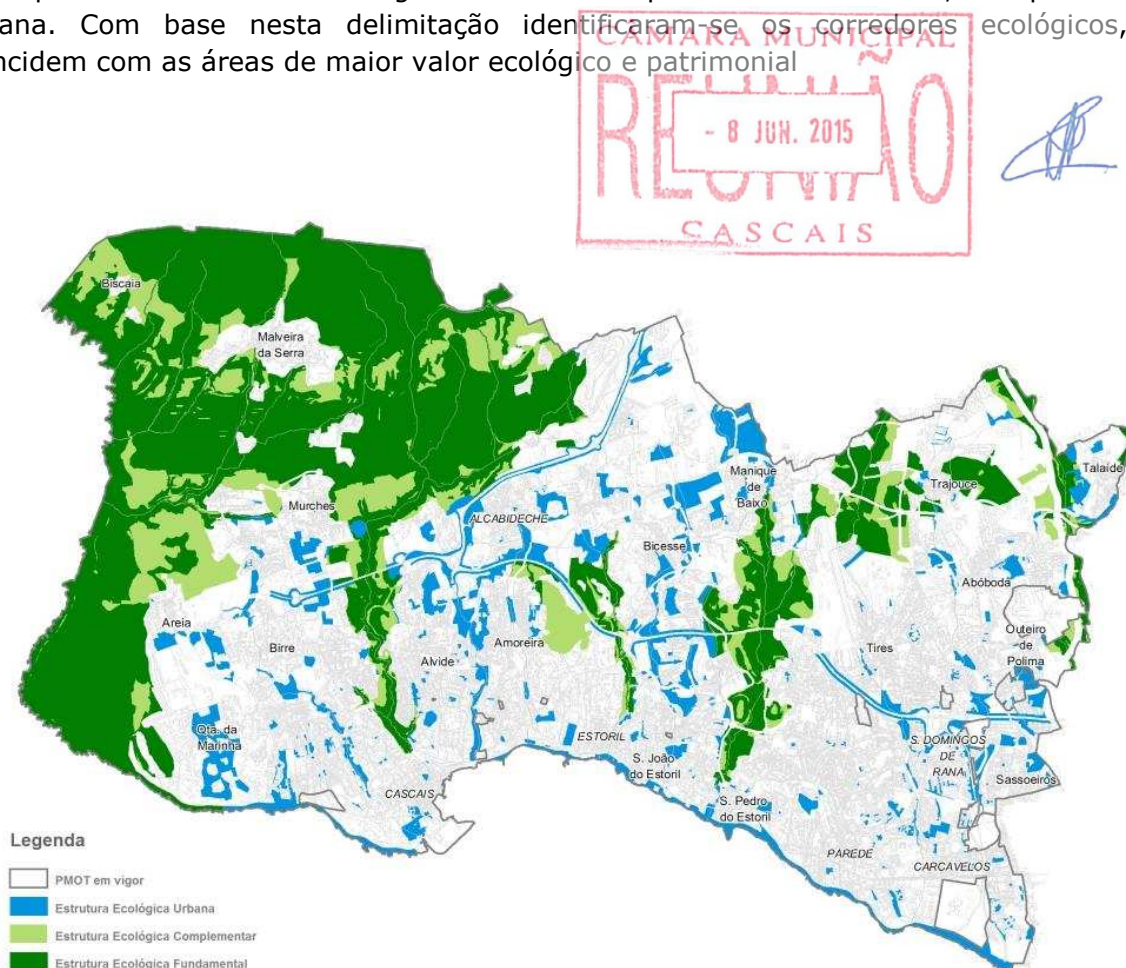 ana. Com base nesta delimitação identificaram-se os corredores ecológicos,
ncidem com as áreas de maior valor ecológico e patrimonial
CÂMARA MUNICIPAL
REUNIÃO
- 8 JUN. 2015
CASCAIS
Biscaia
Malveira
da Serra
Murches
ALCABIDECHE
Manique
de
Baixo
Trajouce
Talaíde
Bicesse
Abóboda
Areia
Birre
Alvide
Amoreira
Tires
Outeiro
de
Polima
Qta. da
Marinha
ESTORIL
S. João
do Estoril
S. DOMINGOS
DE
RANA
Sassoeiros
CASCAIS
S. Pedro
do Estoril
PAREDE
CARCAVELOS
Legenda
PMOT em vigor
Estrutura Ecológica Urbana
Estrutura Ecológica Complementar
Estrutura Ecológica Fundamental